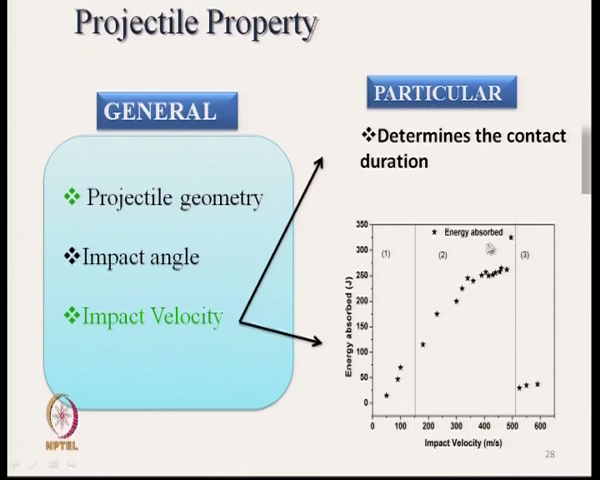 Projectile Property
GENERAL
❖ Projectile geometry
❖Impact angle
❖Impact Velocity
PARTICULAR
❖Determines the contact
duration
★ Energy absorbed
(1)
(2)
(3)
Energy absorbed (J)
350
300
250
200
150
100
50
0
0 100 200 300 400 500 600
Impact Velocity (m/s)
NPTEL
28